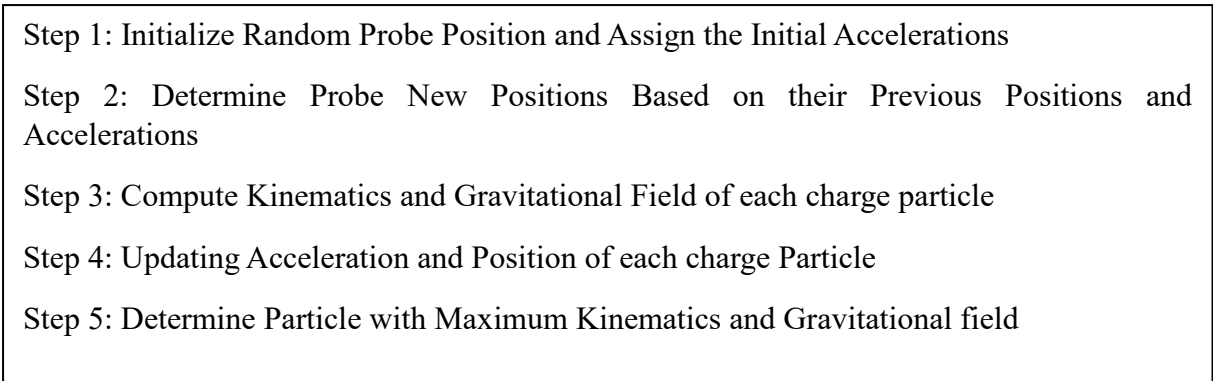 Step 1: Initialize Random Probe Position and Assign the Initial Accelerations
Step 2: Determine Probe New Positions Based on their Previous Positions and
Accelerations
Step 3: Compute Kinematics and Gravitational Field of each charge particle
Step 4: Updating Acceleration and Position of each charge Particle
Step 5: Determine Particle with Maximum Kinematics and Gravitational field